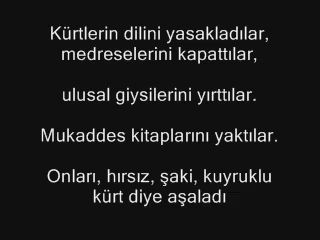 Kürtlerin dilini yasakladılar,
medreselerini kapattılar,
ulusal giysilerini yırttılar.
Mukaddes kitaplarını yaktılar.
Onları, hırsız, şaki, kuyruklu
kürt diye aşaladı